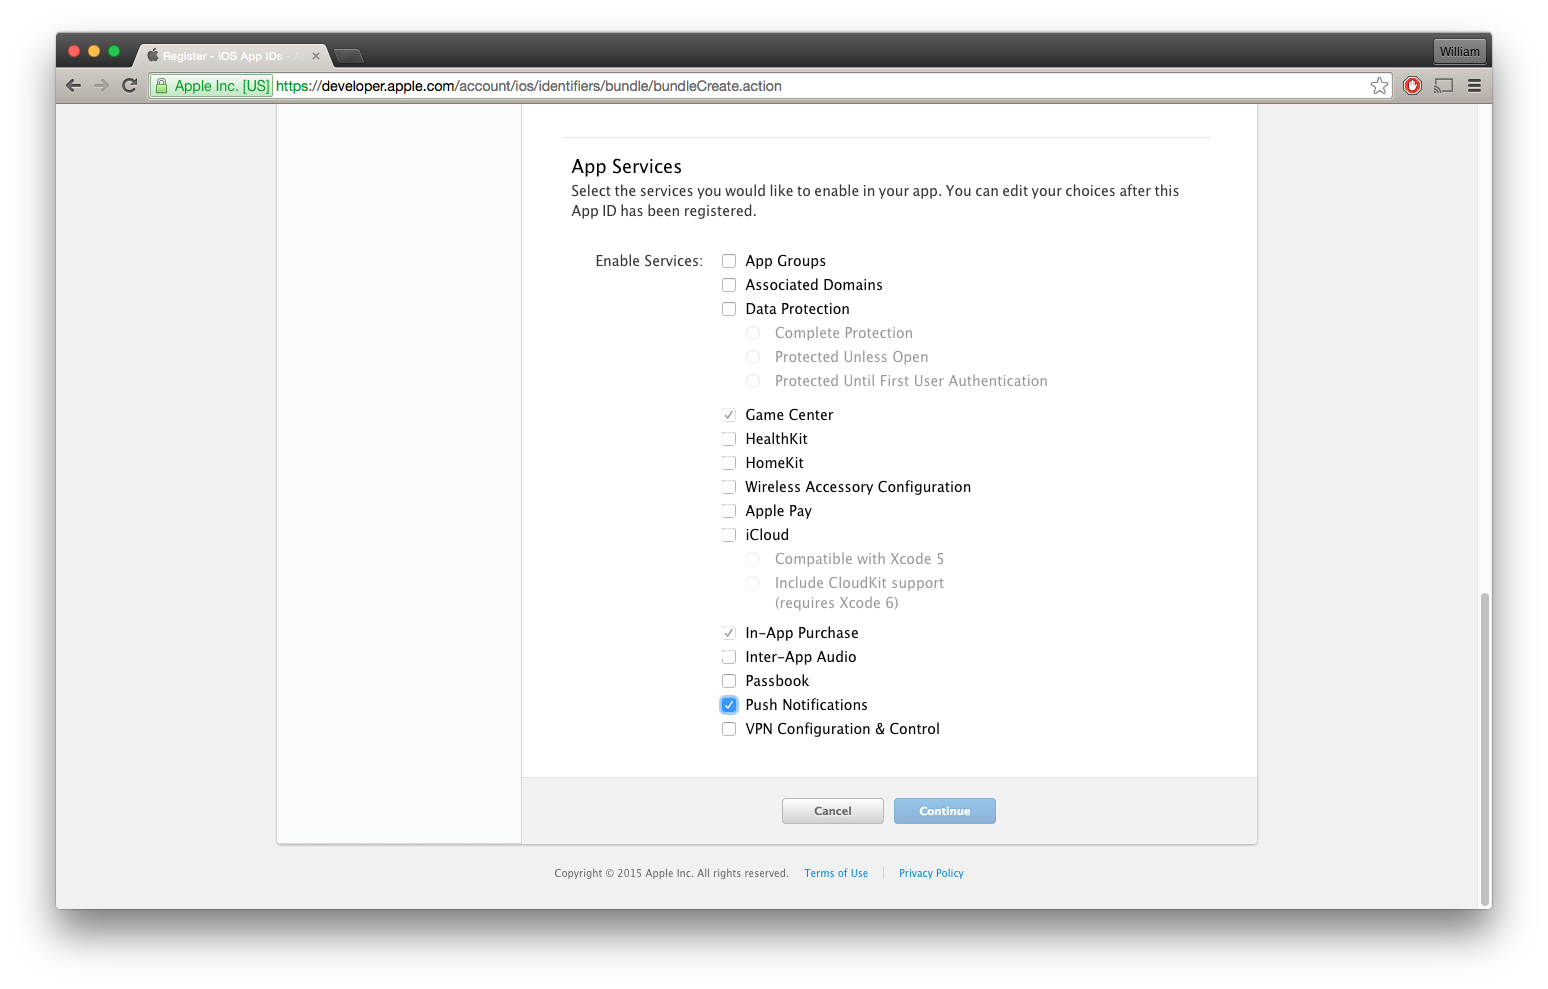 Register - iOS App IDs - A
William
Apple Inc. [US] https://developer.apple.com/account/ios/identifiers/bundle/bundleCreate.action
App Services
Select the services you would like to enable in your app. You can edit your choices after this
App ID has been registered.
Enable Services: App Groups
Associated Domains
Data Protection
Complete Protection
Protected Unless Open
Protected Until First User Authentication
Game Center
HealthKit
HomeKit
Wireless Accessory Configuration
Apple Pay
iCloud
Compatible with Xcode 5
Include CloudKit support
(requires Xcode 6)
In-App Purchase
Inter-App Audio
Passbook
Push Notifications
VPN Configuration & Control
Cancel Continue
Copyright © 2015 Apple Inc. All rights reserved. Terms of Use | Privacy Policy